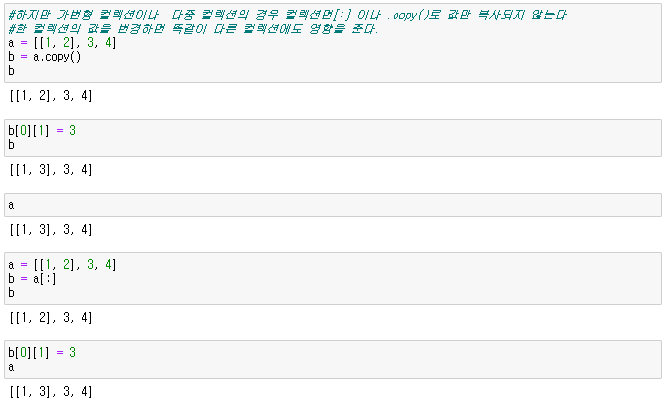 #하지만 가변형 컬렉션이나 다중 컬렉션의 경우 컬렉션명[:] 이나 .copy()로 값만 복사되지 않는다
#한 컬렉션의 값을 변경하면 똑같이 다른 컬렉션에도 영향을 준다.
a = [[1, 2], 3, 4]
b = a.copy()
b
[[1, 2], 3, 4]
b[0][1] = 3
b
[[1, 3], 3, 4]
a
[[1, 3], 3, 4]
a = [[1, 2], 3, 4]
b = a[:]
b
[[1, 2], 3, 4]
b[0][1] = 3
a
[[1, 3], 3, 4]